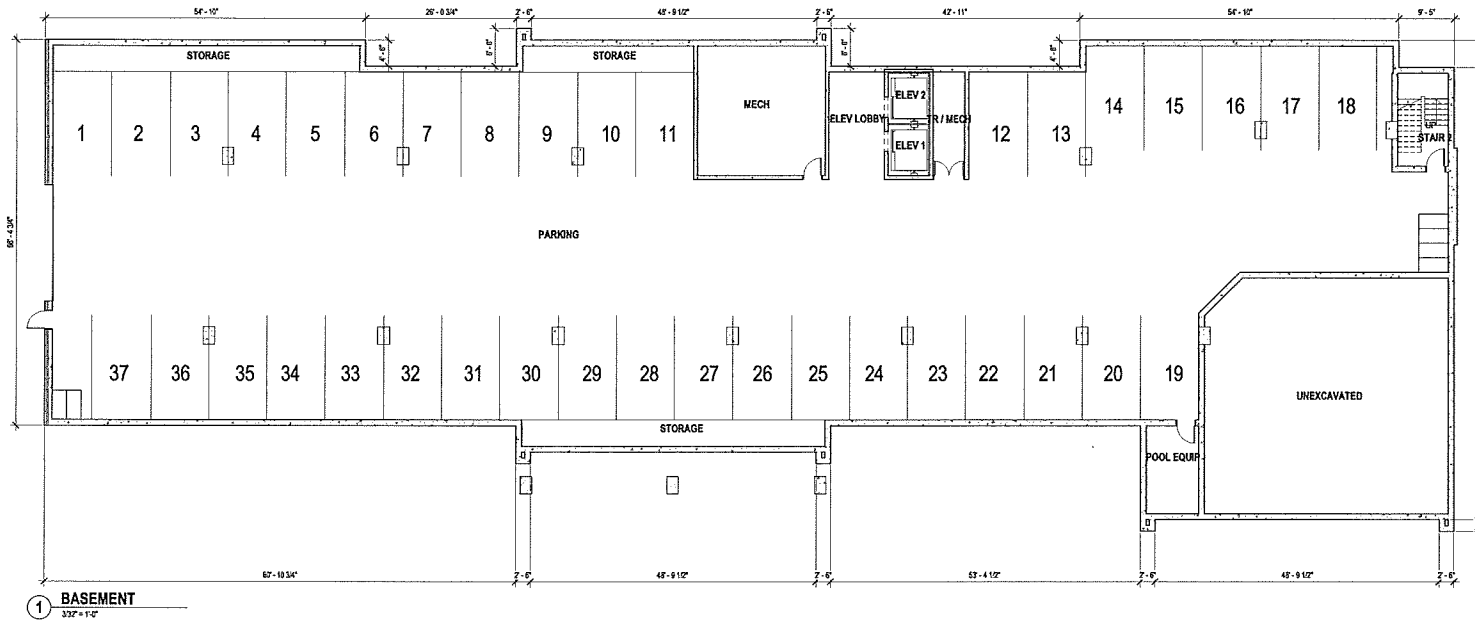 54' - 10" 26' - 0 3/4" 2' - 6" 48' - 9 1/2" 2' - 6" 42' - 11" 54' - 10" 9' - 5"
4' - 8" 4' - 8"
STORAGE STORAGE
MECH ELEV LOBBY ELEV 2 / MECH
ELEV 1
14 15 16 17 18
UP
STAIR 2
1 2 3 4 5 6 7 8 9 10 11 12 13
PARKING
37 36 35 34 33 32 31 30 29 28 27 26 25 24 23 22 21 20 19
UNEXCAVATED
STORAGE
POOL EQUIP
2' - 6" 48' - 9 1/2" 2' - 6" 53' - 4 1/2" 2' - 6" 48' - 9 1/2" 2' - 6"
1 BASEMENT
3/32" = 1'-0"